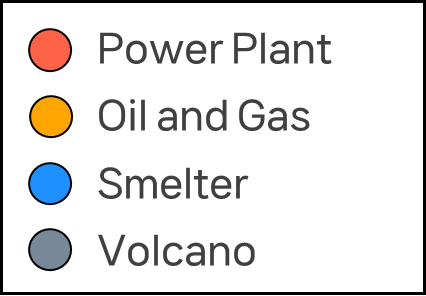 Power Plant
Oil and Gas
Smelter
Volcano